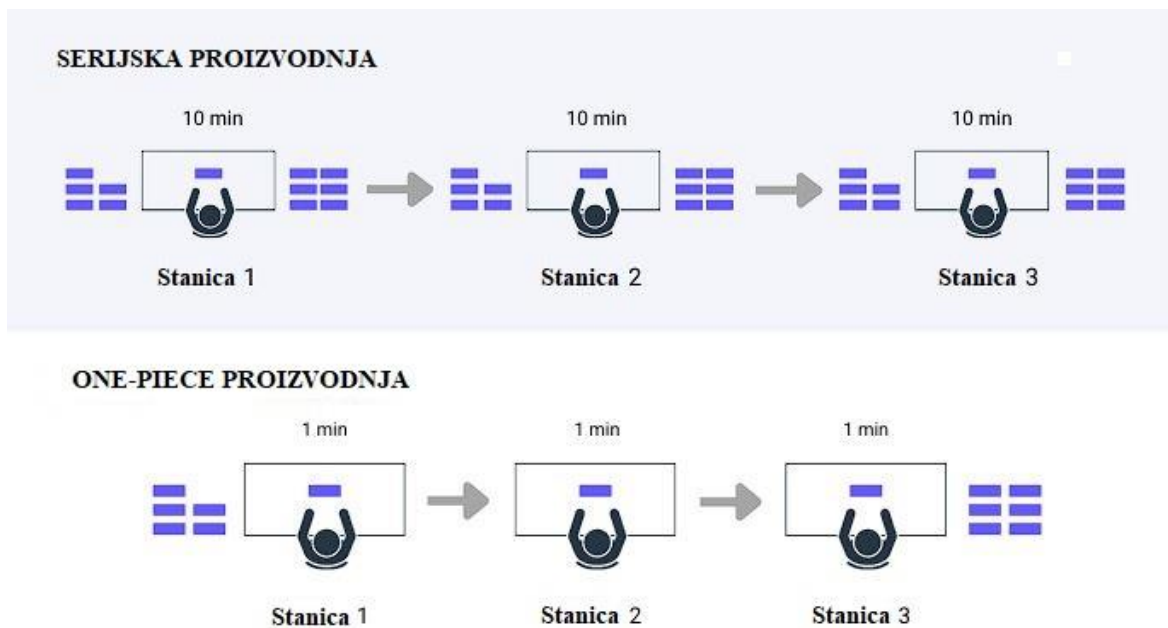 SERIJSKA PROIZVODNJA
10 min 10 min 10 min
Stanica 1 Stanica 2 Stanica 3
ONE-PIECE PROIZVODNJA
1 min 1 min 1 min
Stanica 1 Stanica 2 Stanica 3